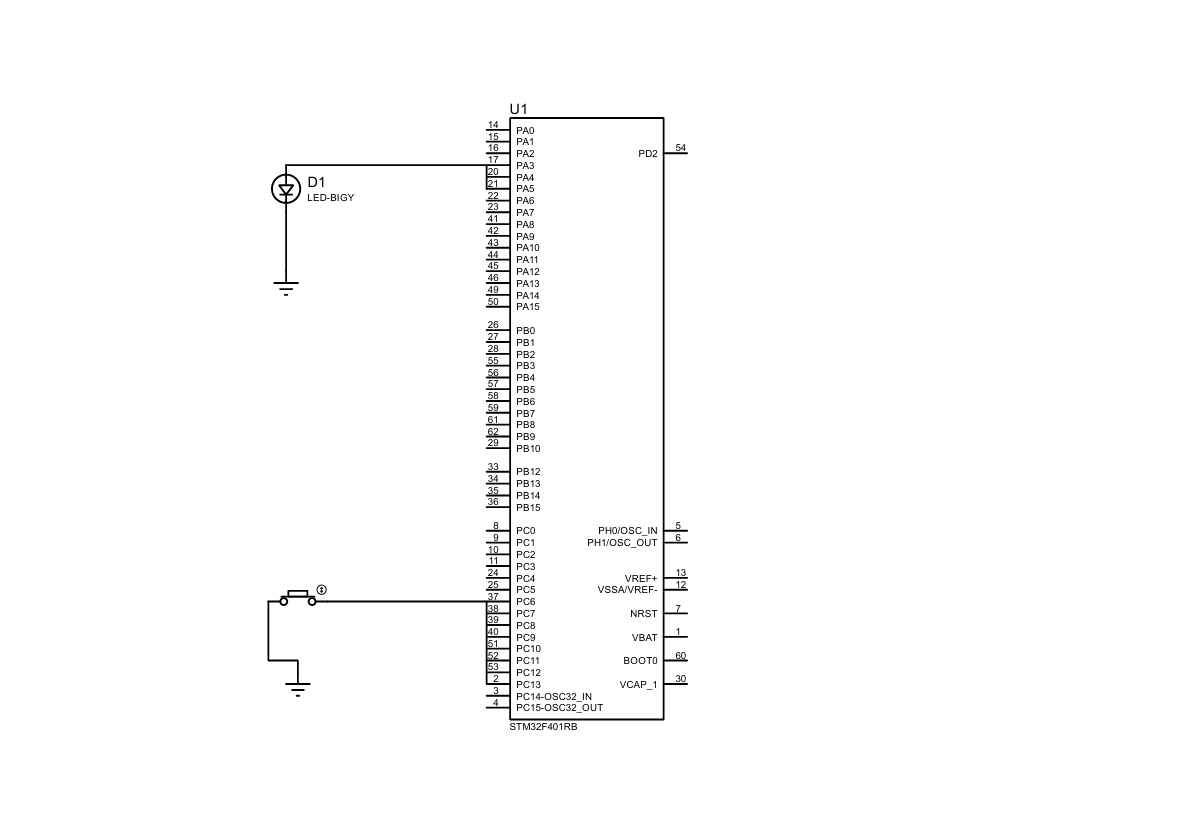 U1
14 PA0
15 PA1
16 PA2
17 PA3
20 PA4
21 PA5
22 PA6
23 PA7
41 PA8
42 PA9
43 PA10
44 PA11
45 PA12
46 PA13
49 PA14
50 PA15
26 PB0
27 PB1
28 PB2
55 PB3
56 PB4
57 PB5
58 PB6
59 PB7
61 PB8
62 PB9
29 PB10
33 PB12
34 PB13
35 PB14
36 PB15
8 PC0
9 PC1
10 PC2
11 PC3
24 PC4
25 PC5
37 PC6
38 PC7
39 PC8
40 PC9
51 PC10
52 PC11
53 PC12
2 PC13
3 PC14-OSC32_IN
4 PC15-OSC32_OUT
PD2 54
PH0/OSC_IN 5
PH1/OSC_OUT 6
VREF+ 13
VSSA/VREF- 12
NRST 7
VBAT 1
BOOT0 60
VCAP_1 30
STM32F401RB
D1
LED-BIGY